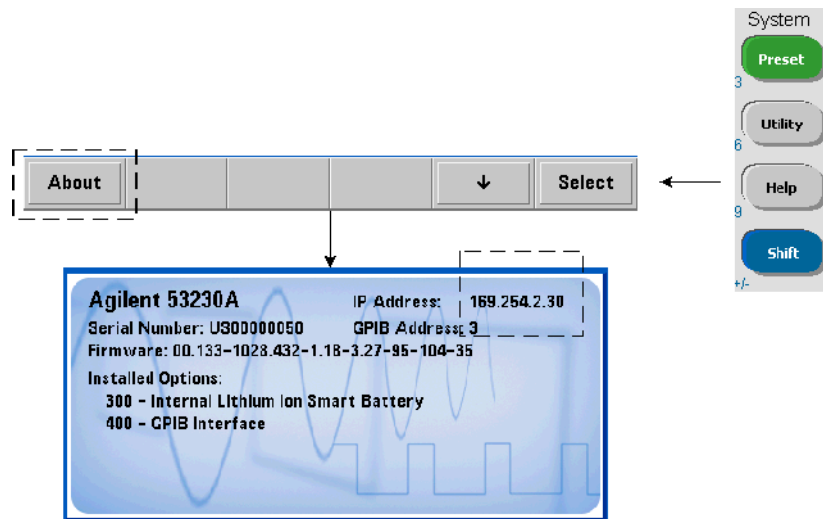 System
Preset
3
Utility
6
Help
9
Shift
+/-
About
↓
Select
Agilent 53230A
IP Address: 169.254.2.30
Serial Number: US00000050
GPIB Address: 3
Firmware: 00.133-1028.432-1.18-3.27-95-104-35
Installed Options:
300 - Internal Lithium Ion Smart Battery
400 - GPIB Interface